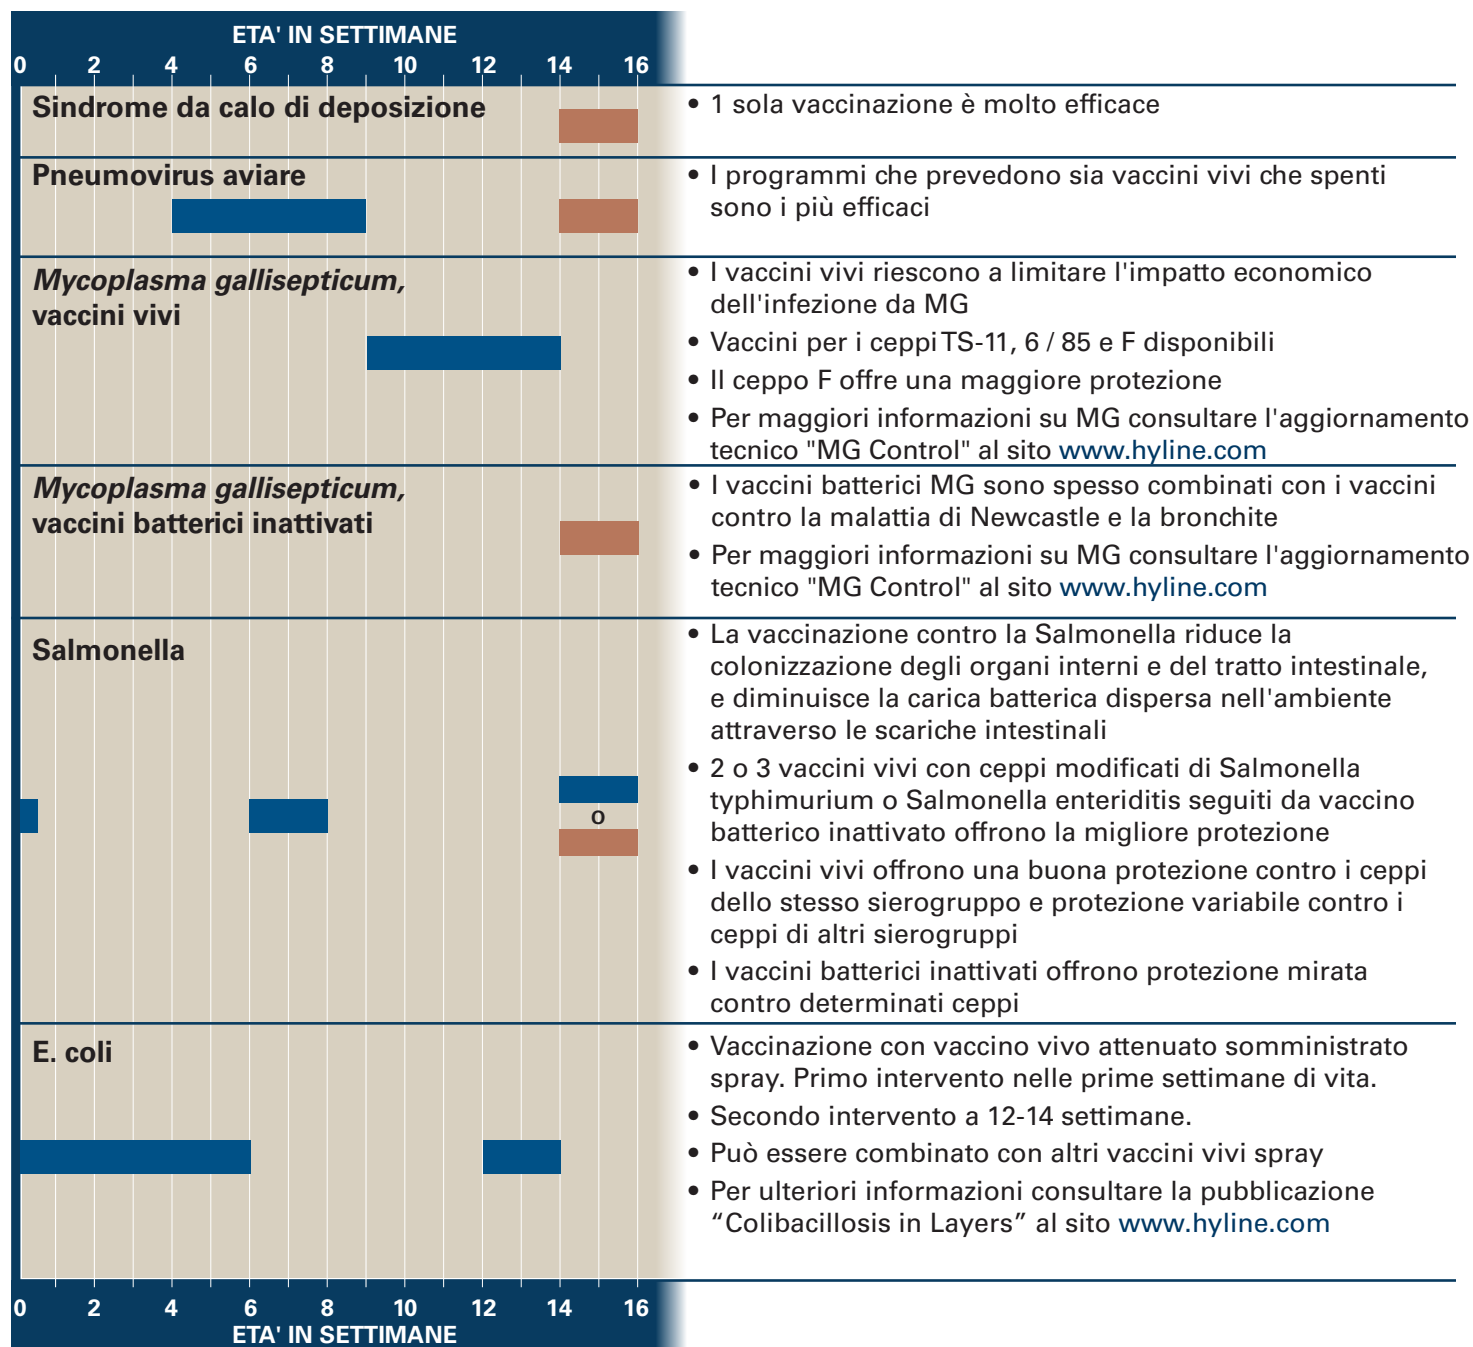 ETA' IN SETTIMANE
0 2 4 6 8 10 12 14 16
Sindrome da calo di deposizione
• 1 sola vaccinazione è molto efficace
Pneumovirus aviare
• I programmi che prevedono sia vaccini vivi che spenti
sono i più efficaci
Mycoplasma gallisepticum,
vaccini vivi
• I vaccini vivi riescono a limitare l'impatto economico
dell'infezione da MG
• Vaccini per i ceppi TS-11, 6 / 85 e F disponibili
• Il ceppo F offre una maggiore protezione
• Per maggiori informazioni su MG consultare l'aggiornamento
tecnico "MG Control" al sito www.hyline.com
Mycoplasma gallisepticum,
vaccini batterici inattivati
• I vaccini batterici MG sono spesso combinati con i vaccini
contro la malattia di Newcastle e la bronchite
• Per maggiori informazioni su MG consultare l'aggiornamento
tecnico "MG Control" al sito www.hyline.com
Salmonella
o
• La vaccinazione contro la Salmonella riduce la
colonizzazione degli organi interni e del tratto intestinale,
e diminuisce la carica batterica dispersa nell'ambiente
attraverso le scariche intestinali
• 2 o 3 vaccini vivi con ceppi modificati di Salmonella
typhimurium o Salmonella enteriditis seguiti da vaccino
batterico inattivato offrono la migliore protezione
• I vaccini vivi offrono una buona protezione contro i ceppi
dello stesso sierogruppo e protezione variabile contro i
ceppi di altri sierogruppi
• I vaccini batterici inattivati offrono protezione mirata
contro determinati ceppi
E. coli
• Vaccinazione con vaccino vivo attenuato somministrato
spray. Primo intervento nelle prime settimane di vita.
• Secondo intervento a 12-14 settimane.
• Può essere combinato con altri vaccini vivi spray
• Per ulteriori informazioni consultare la pubblicazione
“Colibacillosis in Layers” al sito www.hyline.com
0 2 4 6 8 10 12 14 16
ETA' IN SETTIMANE